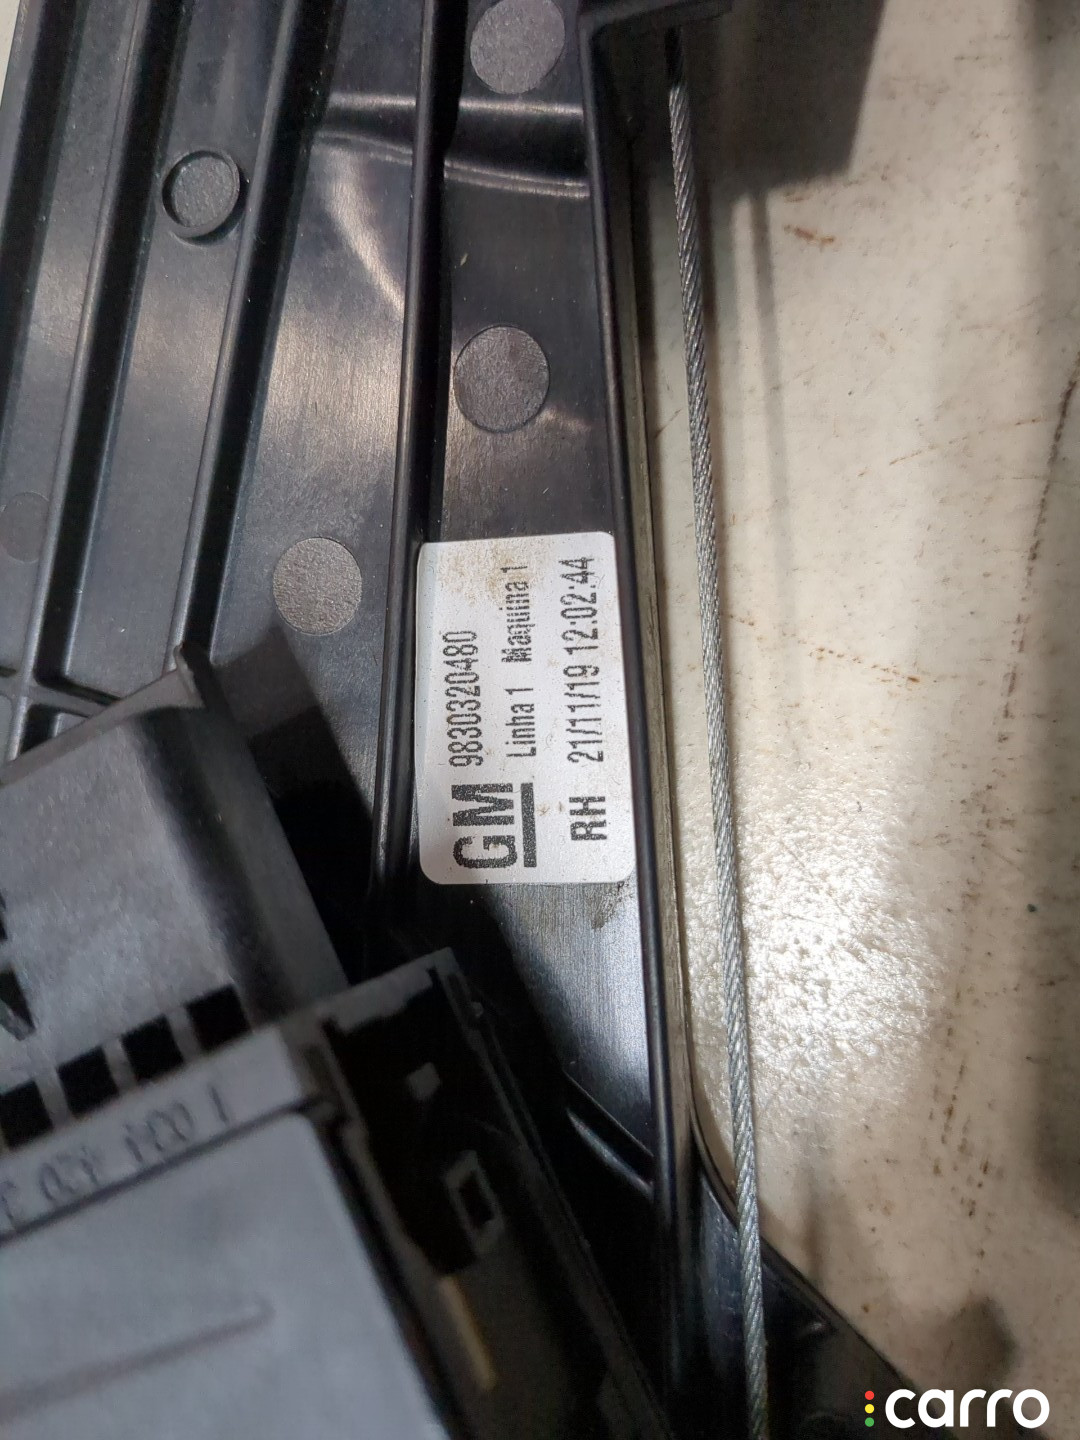 GM 9830320480
Linha 1 Maquina 1
RH 21/11/19 12:02:44
carro